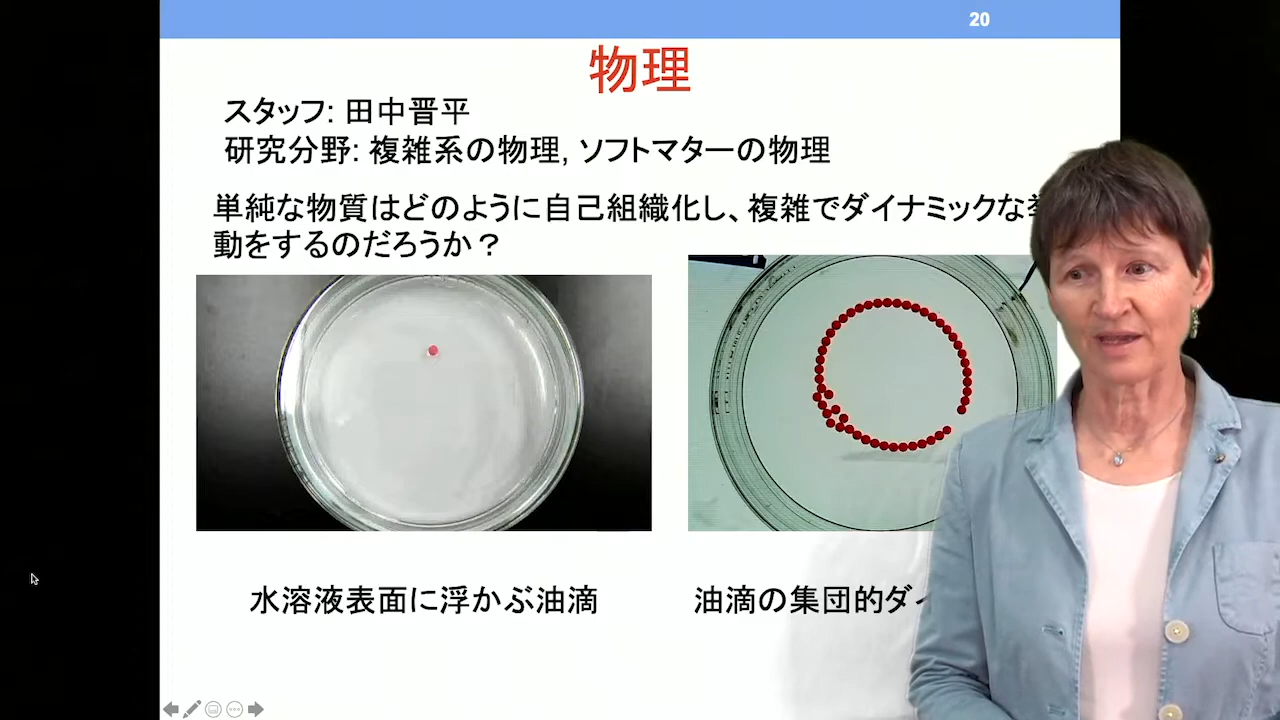 20
物理
スタッフ: 田中晋平
研究分野: 複雑系の物理, ソフトマターの物理
単純な物質はどのように自己組織化し、複雑でダイナミックな挙
動をするのだろうか？
水溶液表面に浮かぶ油滴
油滴の集団的ダイ